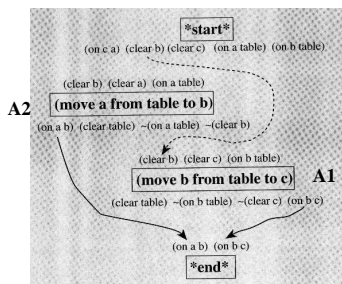 *start*
(on c a) (clear b) (clear c) (on a table) (on b table)
(clear b) (clear a) (on a table)
A2
(move a from table to b)
(on a b) (clear table) ~(on a table) ~(clear b)
(clear b) (clear c) (on b table)
(move b from table to c)
A1
(clear table) ~(on b table) ~(clear c) (on b c)
(on a b) (on b c)
*end*